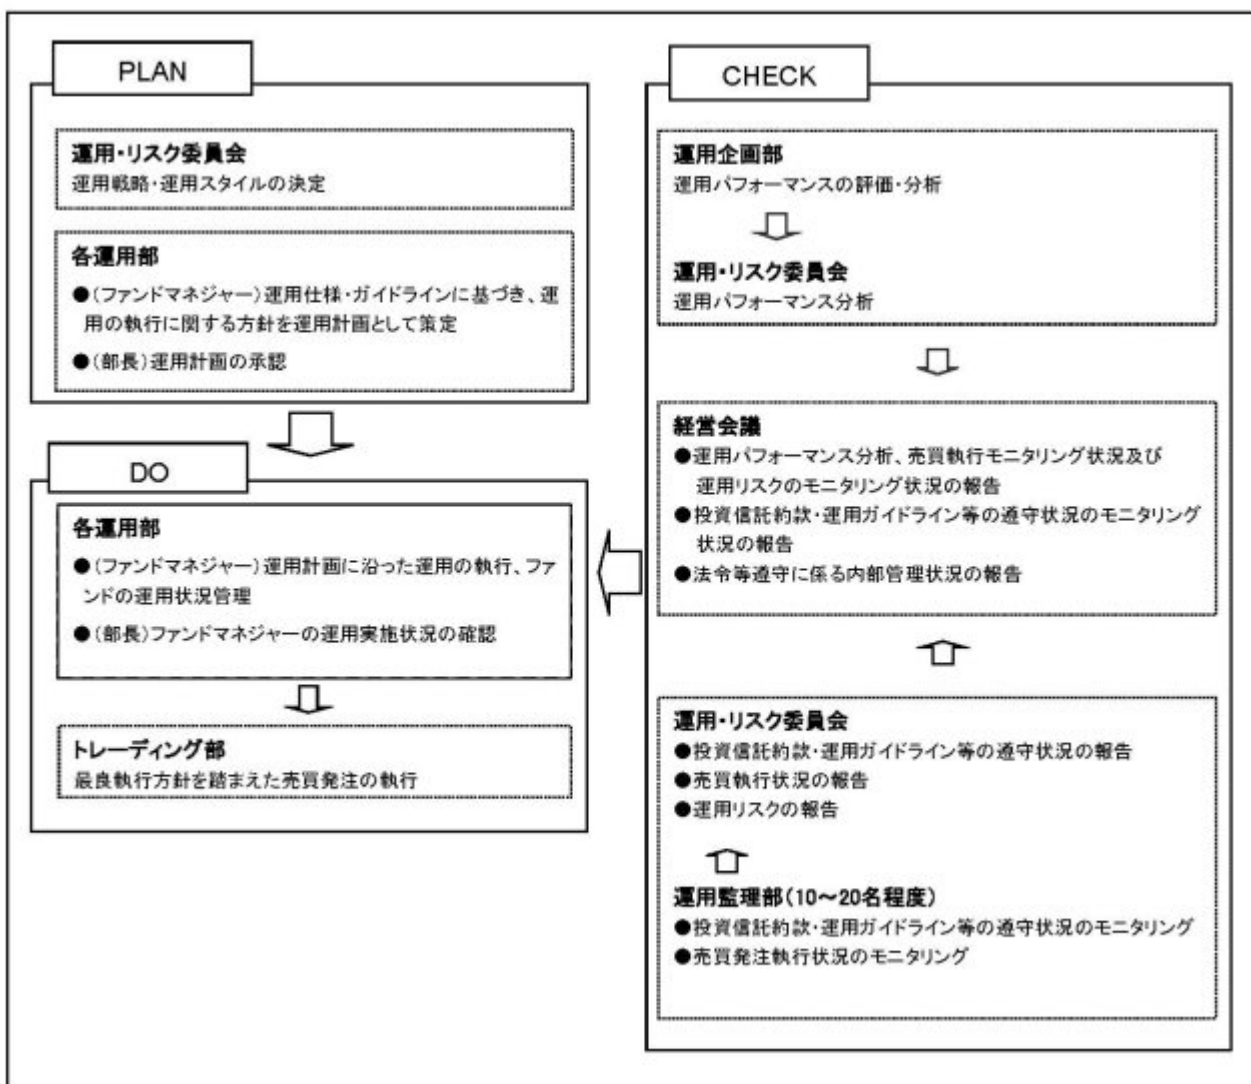 PLAN
運用・リスク委員会
運用戦略・運用スタイルの決定
各運用部
●(ファンドマネジャー)運用仕様・ガイドラインに基づき、運
用の執行に関する方針を運用計画として策定
●(部長)運用計画の承認
DO
各運用部
●(ファンドマネジャー)運用計画に沿った運用の執行、ファ
ンドの運用状況管理
●(部長)ファンドマネジャーの運用実施状況の確認
トレーディング部
最良執行方針を踏まえた売買発注の執行
CHECK
運用企画部
運用パフォーマンスの評価・分析
運用・リスク委員会
運用パフォーマンス分析
経営会議
●運用パフォーマンス分析、売買執行モニタリング状況及び
運用リスクのモニタリング状況の報告
●投資信託約款・運用ガイドライン等の遵守状況のモニタリング
状況の報告
●法令等遵守に係る内部管理状況の報告
運用・リスク委員会
●投資信託約款・運用ガイドライン等の遵守状況の報告
●売買執行状況の報告
●運用リスクの報告
運用監理部(10～20名程度)
●投資信託約款・運用ガイドライン等の遵守状況のモニタリング
●売買発注執行状況のモニタリング